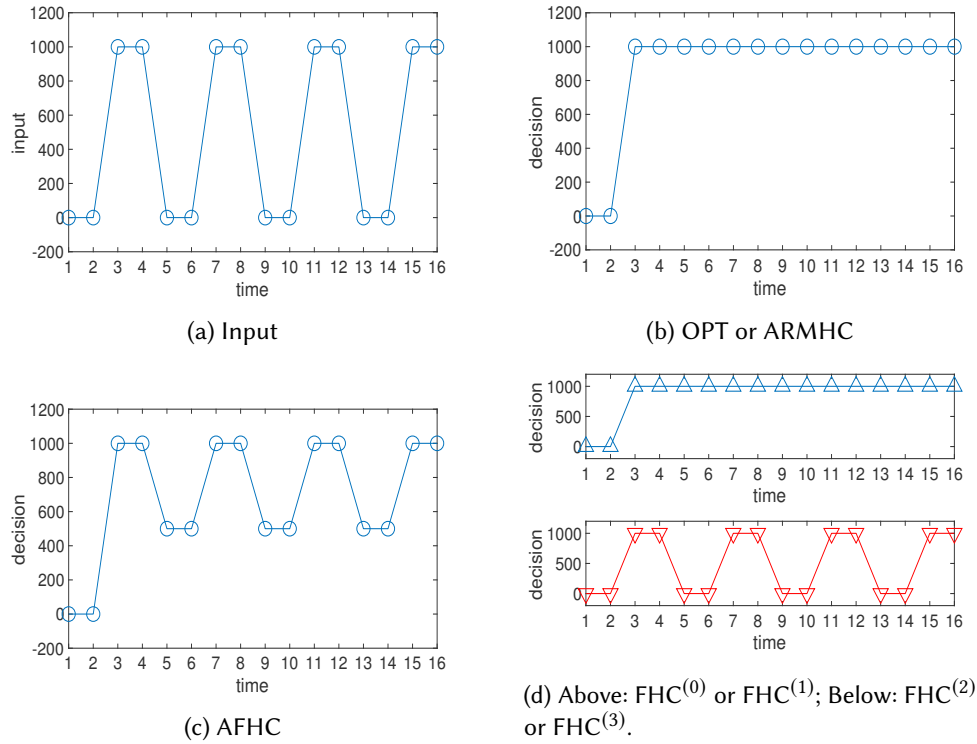 1200
1000
800
600
400
200
0
-200
input
1 2 3 4 5 6 7 8 9 10 11 12 13 14 15 16
time
(a) Input
1200
1000
800
600
400
200
0
-200
decision
1 2 3 4 5 6 7 8 9 10 11 12 13 14 15 16
time
(b) OPT or ARMHC
1200
1000
800
600
400
200
0
-200
decision
1 2 3 4 5 6 7 8 9 10 11 12 13 14 15 16
time
(c) AFHC
1000
500
0
decision
1 2 3 4 5 6 7 8 9 10 11 12 13 14 15 16
time
1000
500
0
decision
1 2 3 4 5 6 7 8 9 10 11 12 13 14 15 16
time
(d) Above: FHC⁽⁰⁾ or FHC⁽¹⁾; Below: FHC⁽²⁾
or FHC⁽³⁾.